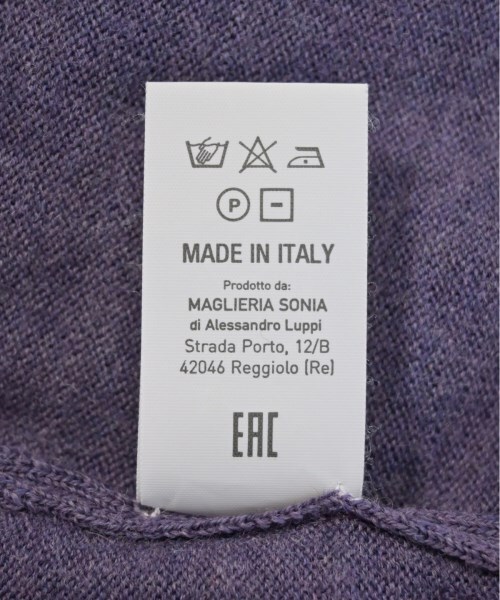 P
MADE IN ITALY
Prodotto da:
MAGLIERIA SONIA
di Alessandro Luppi
Strada Porto, 12/B
42046 Reggiolo (Re)
EAC